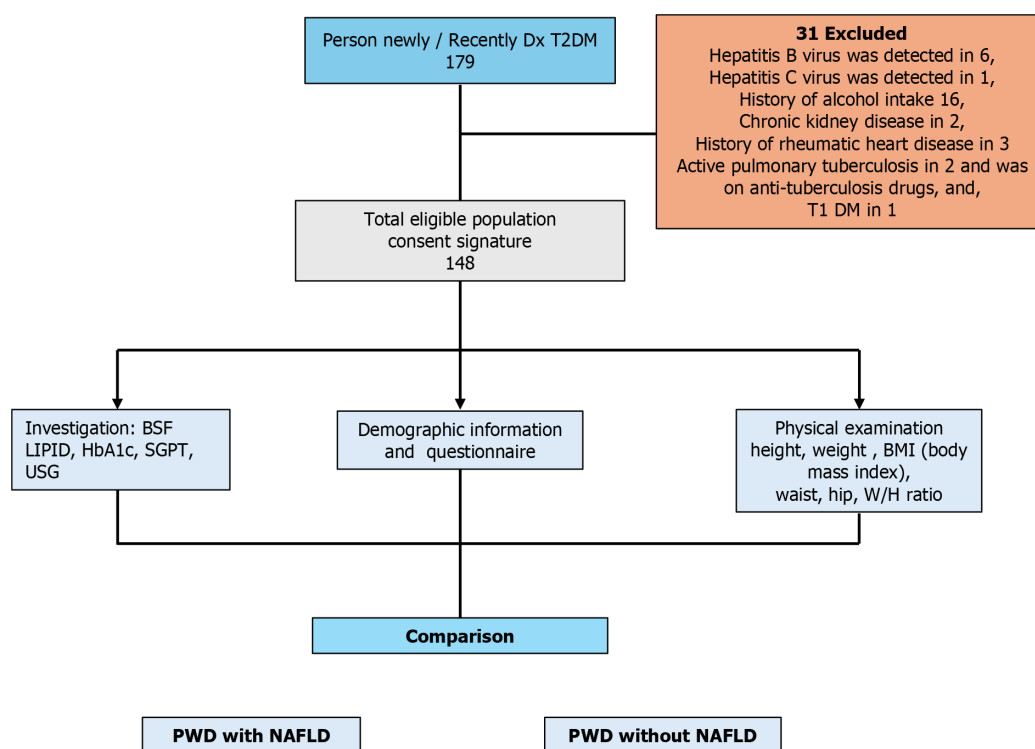 Person newly / Recently Dx T2DM
179
31 Excluded
Hepatitis B virus was detected in 6,
Hepatitis C virus was detected in 1,
History of alcohol intake 16,
Chronic kidney disease in 2,
History of rheumatic heart disease in 3
Active pulmonary tuberculosis in 2 and was
on anti-tuberculosis drugs, and,
T1 DM in 1
Total eligible population
consent signature
148
Investigation: BSF
LIPID, HbA1c, SGPT,
USG
Demographic information
and questionnaire
Physical examination
height, weight , BMI (body
mass index),
waist, hip, W/H ratio
Comparison
PWD with NAFLD
PWD without NAFLD